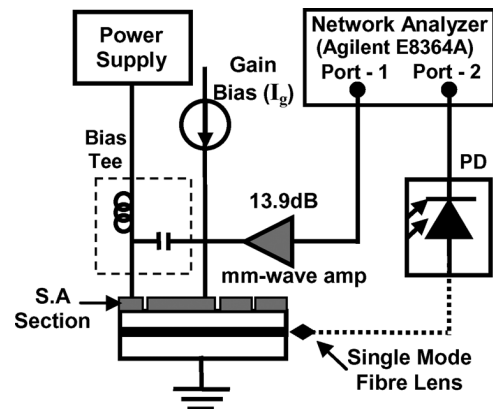 Power
Supply
Gain
Bias (Ig)
Network Analyzer
(Agilent E8364A)
Port - 1 Port - 2
Bias
Tee
PD
13.9dB
mm-wave amp
S.A
Section
Single Mode
Fibre Lens